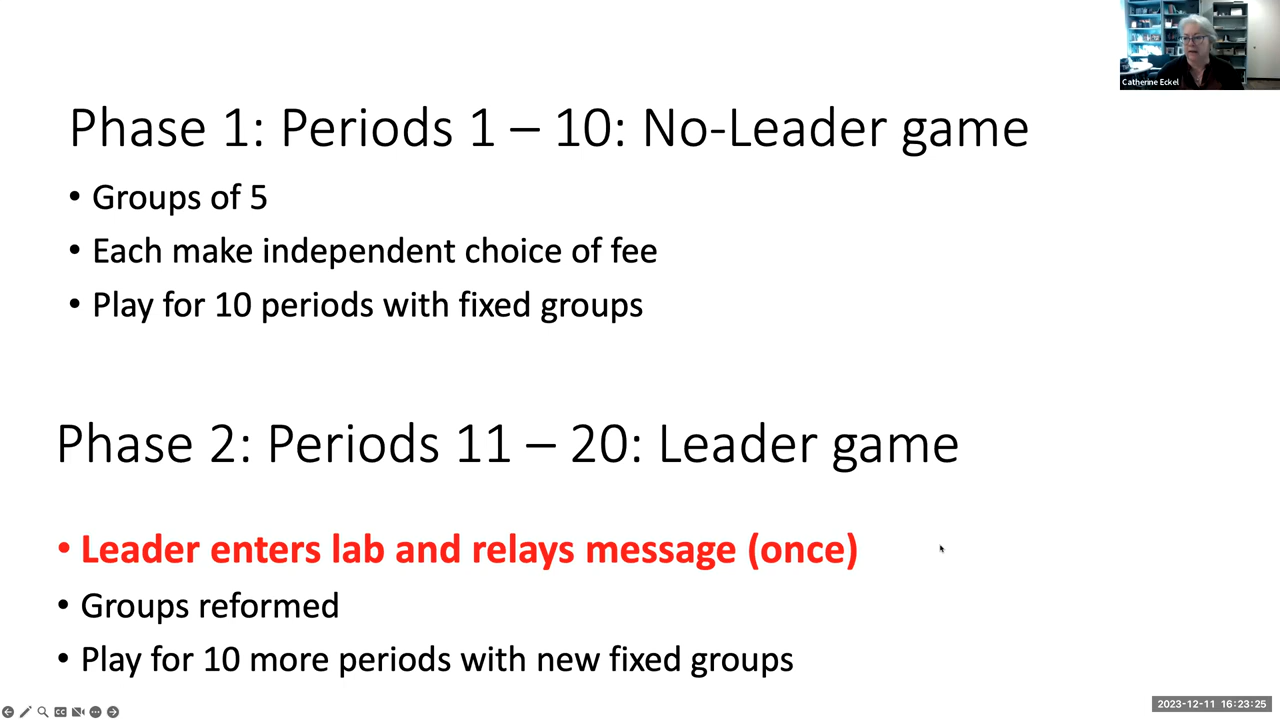 Catherine Eckel
Phase 1: Periods 1 – 10: No-Leader game
• Groups of 5
• Each make independent choice of fee
• Play for 10 periods with fixed groups
Phase 2: Periods 11 – 20: Leader game
• Leader enters lab and relays message (once)
• Groups reformed
• Play for 10 more periods with new fixed groups
2023-12-11 16:23:25